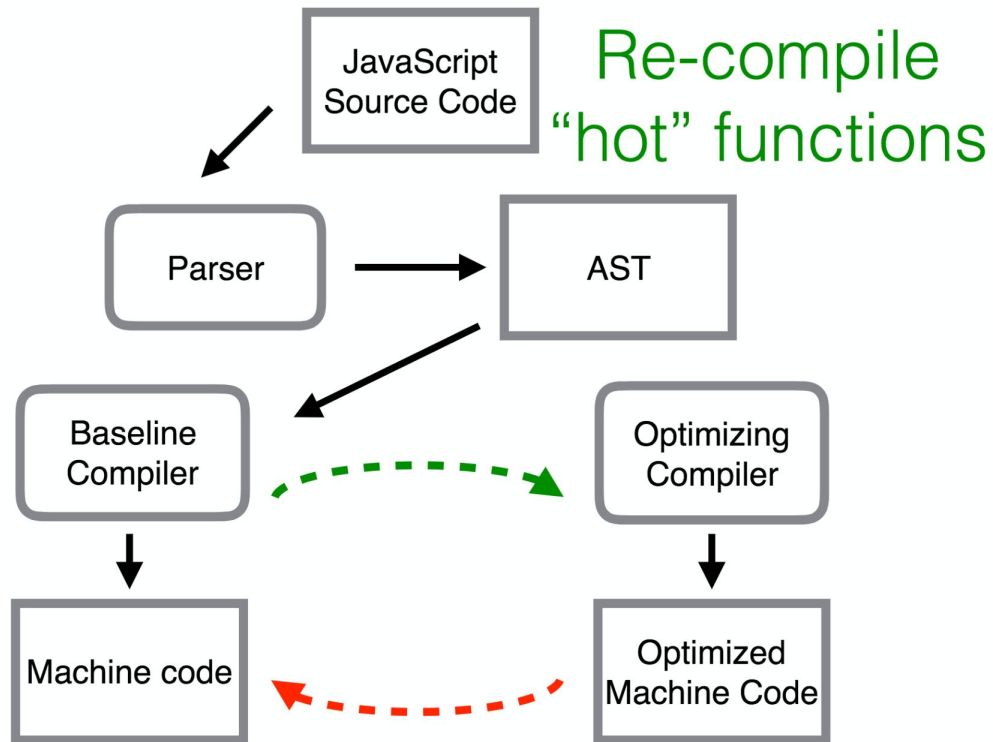 JavaScript
Source Code
Re-compile
“hot” functions
Parser
AST
Baseline
Compiler
Optimizing
Compiler
Machine code
Optimized
Machine Code